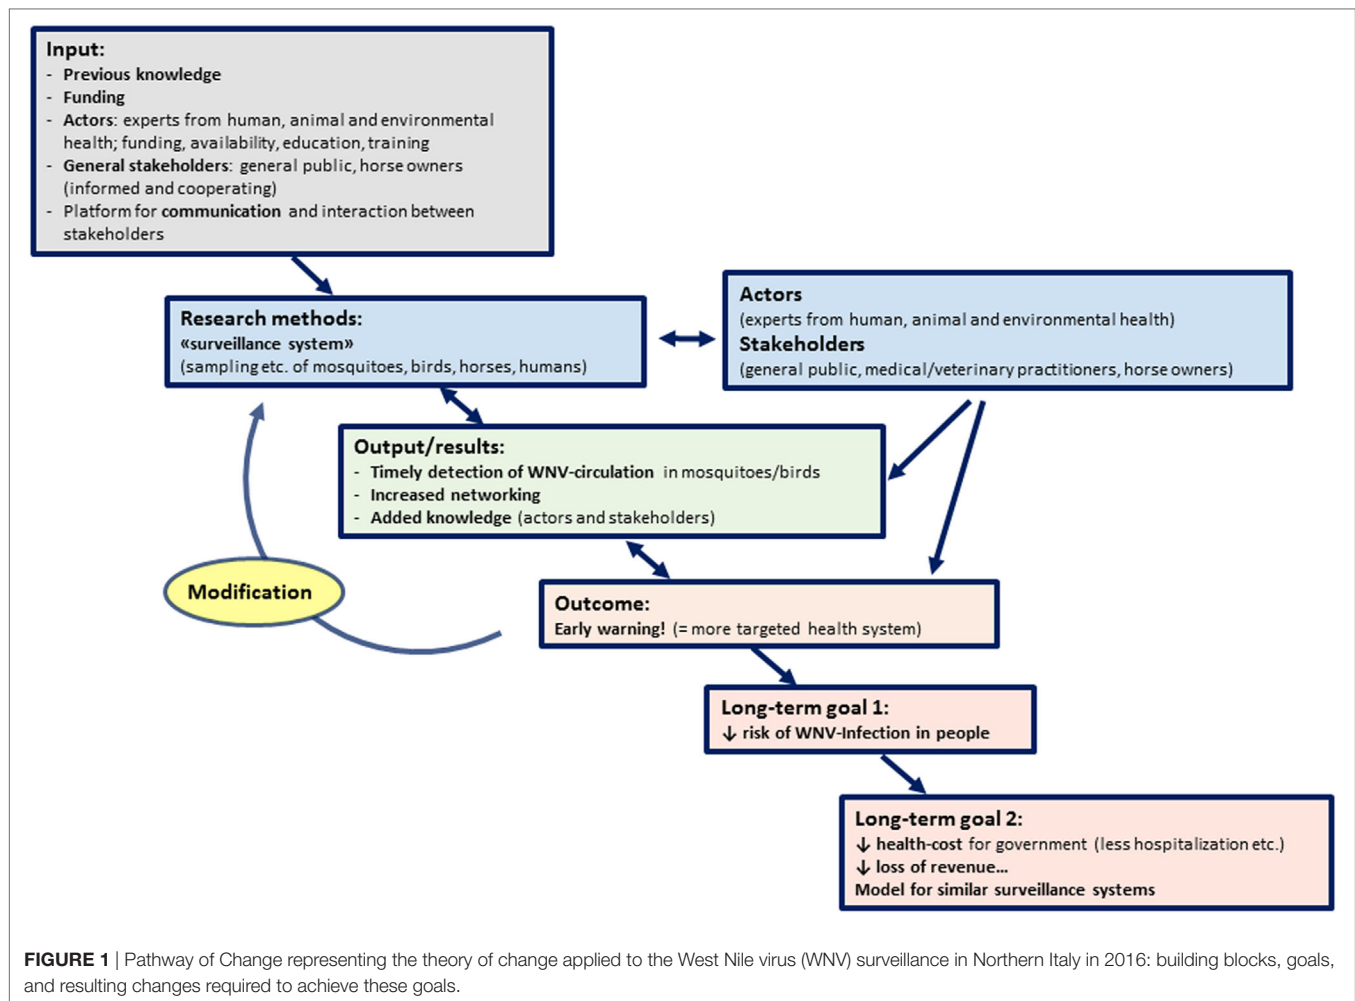 Input:
- Previous knowledge
- Funding
- Actors: experts from human, animal and environmental
health; funding, availability, education, training
- General stakeholders: general public, horse owners
(informed and cooperating)
- Platform for communication and interaction between
stakeholders
Research methods:
«surveillance system»
(sampling etc. of mosquitoes, birds, horses, humans)
Actors
(experts from human, animal and environmental health)
Stakeholders
(general public, medical/veterinary practitioners, horse owners)
Output/results:
- Timely detection of WNV-circulation in mosquitoes/birds
- Increased networking
- Added knowledge (actors and stakeholders)
Modification
Outcome:
Early warning! (= more targeted health system)
Long-term goal 1:
↓ risk of WNV-Infection in people
Long-term goal 2:
↓ health-cost for government (less hospitalization etc.)
↓ loss of revenue...
Model for similar surveillance systems
FIGURE 1 | Pathway of Change representing the theory of change applied to the West Nile virus (WNV) surveillance in Northern Italy in 2016: building blocks, goals,
and resulting changes required to achieve these goals.